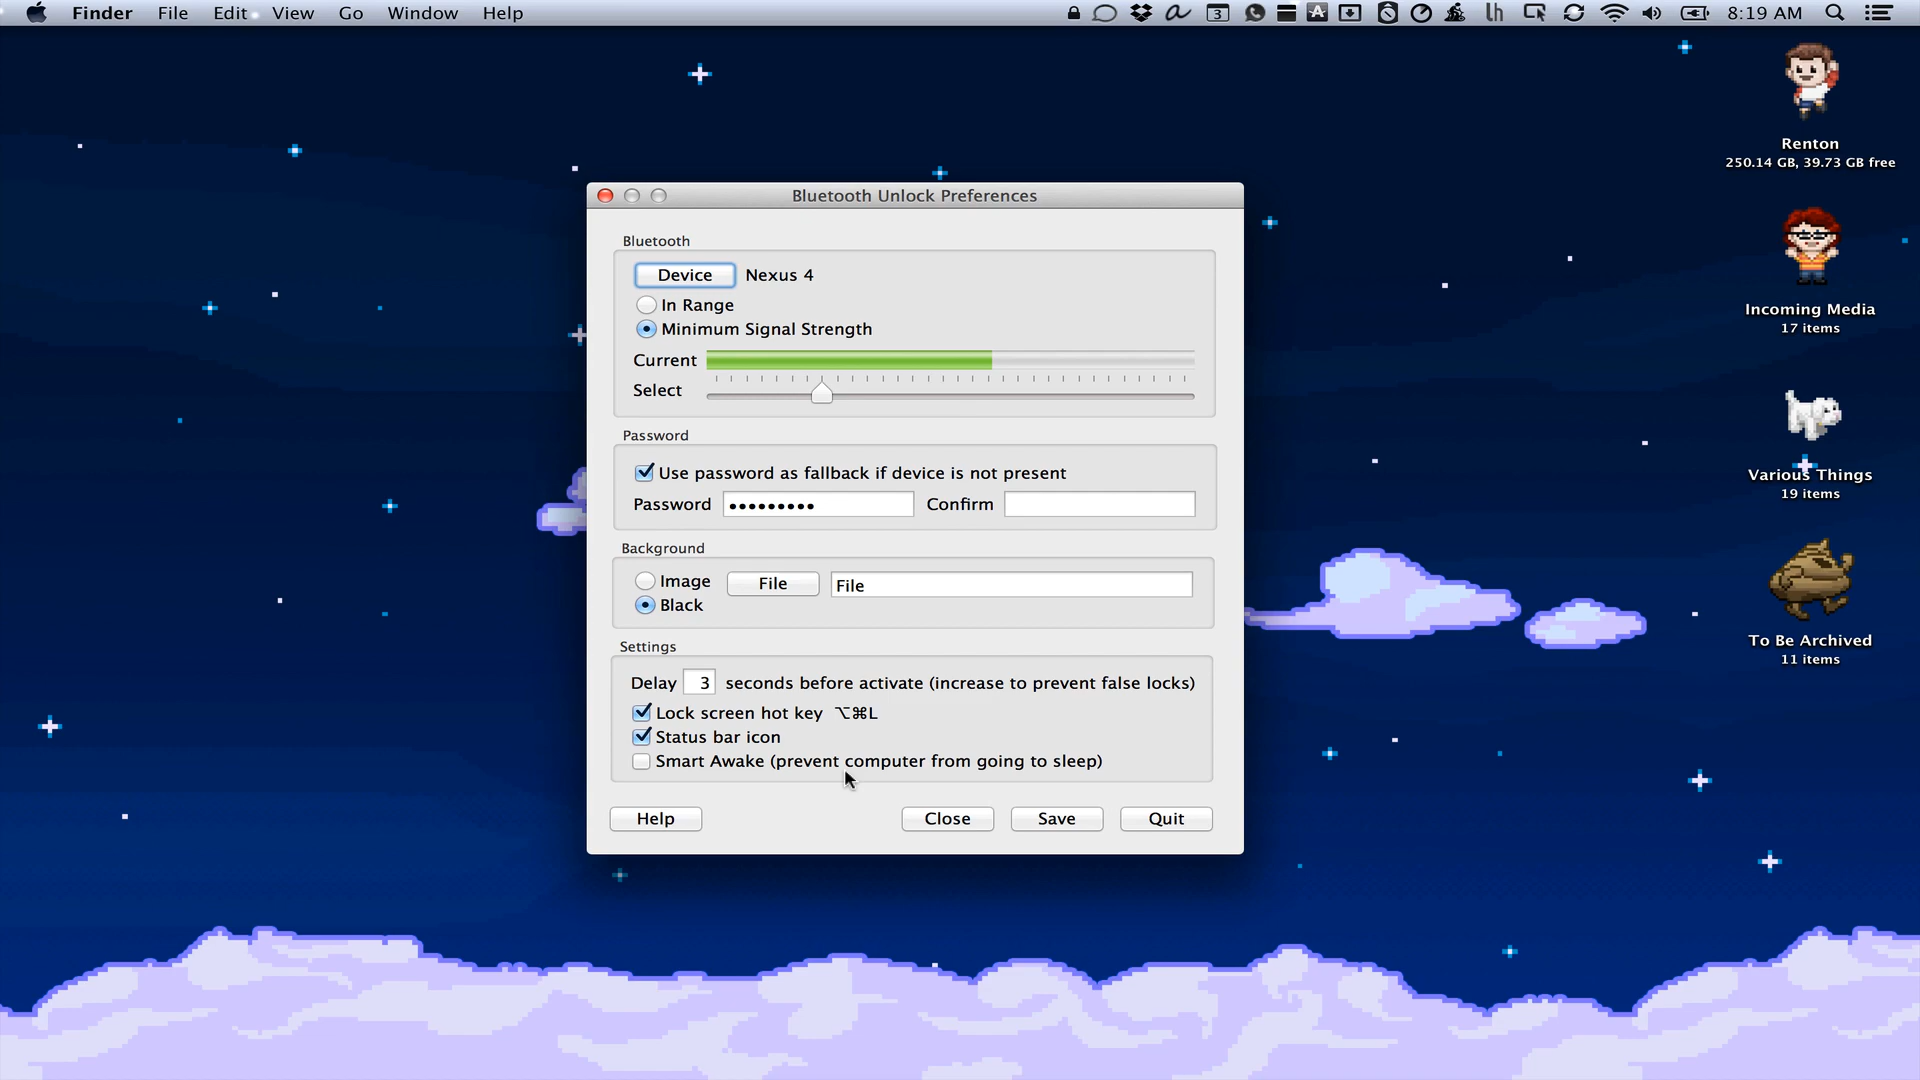 Finder File Edit View Go Window Help
3 A lh 8:19 AM
Renton
250.14 GB, 39.73 GB free
Incoming Media
17 items
Various Things
19 items
To Be Archived
11 items
Bluetooth Unlock Preferences
Bluetooth
Device Nexus 4
In Range
Minimum Signal Strength
Current
Select
Password
Use password as fallback if device is not present
Password ••••••••• Confirm
Background
Image File File
Black
Settings
Delay 3 seconds before activate (increase to prevent false locks)
Lock screen hot key ⌥⌘L
Status bar icon
Smart Awake (prevent computer from going to sleep)
Help Close Save Quit